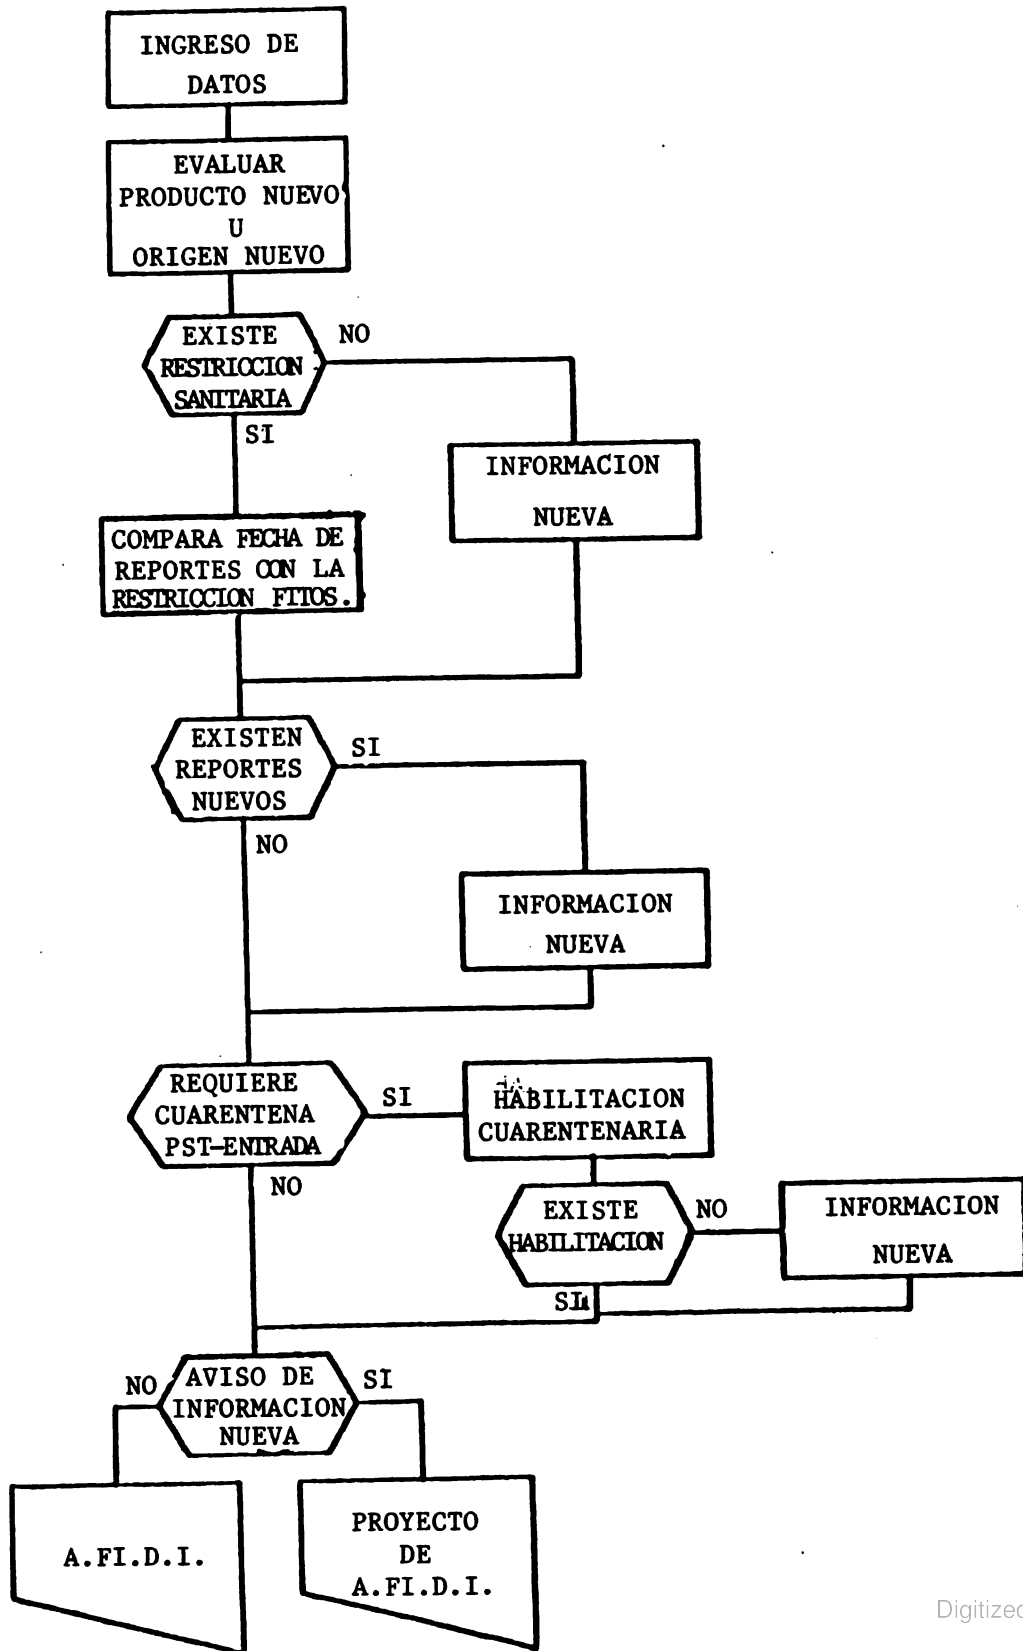 INGRESO DE
DATOS
EVALUAR
PRODUCTO NUEVO
U
ORIGEN NUEVO
EXISTE
RESTRICCION
SANITARIA
NO
SI
INFORMACION
NUEVA
COMPARA FECHA DE
REPORTES CON LA
RESTRICCION FITOS.
EXISTEN
REPORTES
NUEVOS
SI
NO
INFORMACION
NUEVA
REQUIERE
CUARENTENA
PST-ENTRADA
SI
NO
HABILITACION
CUARENTENARIA
EXISTE
HABILITACION
NO
SI
INFORMACION
NUEVA
AVISO DE
INFORMACION
NUEVA
NO
SI
A.FI.D.I.
PROYECTO
DE
A.FI.D.I.
Digitized